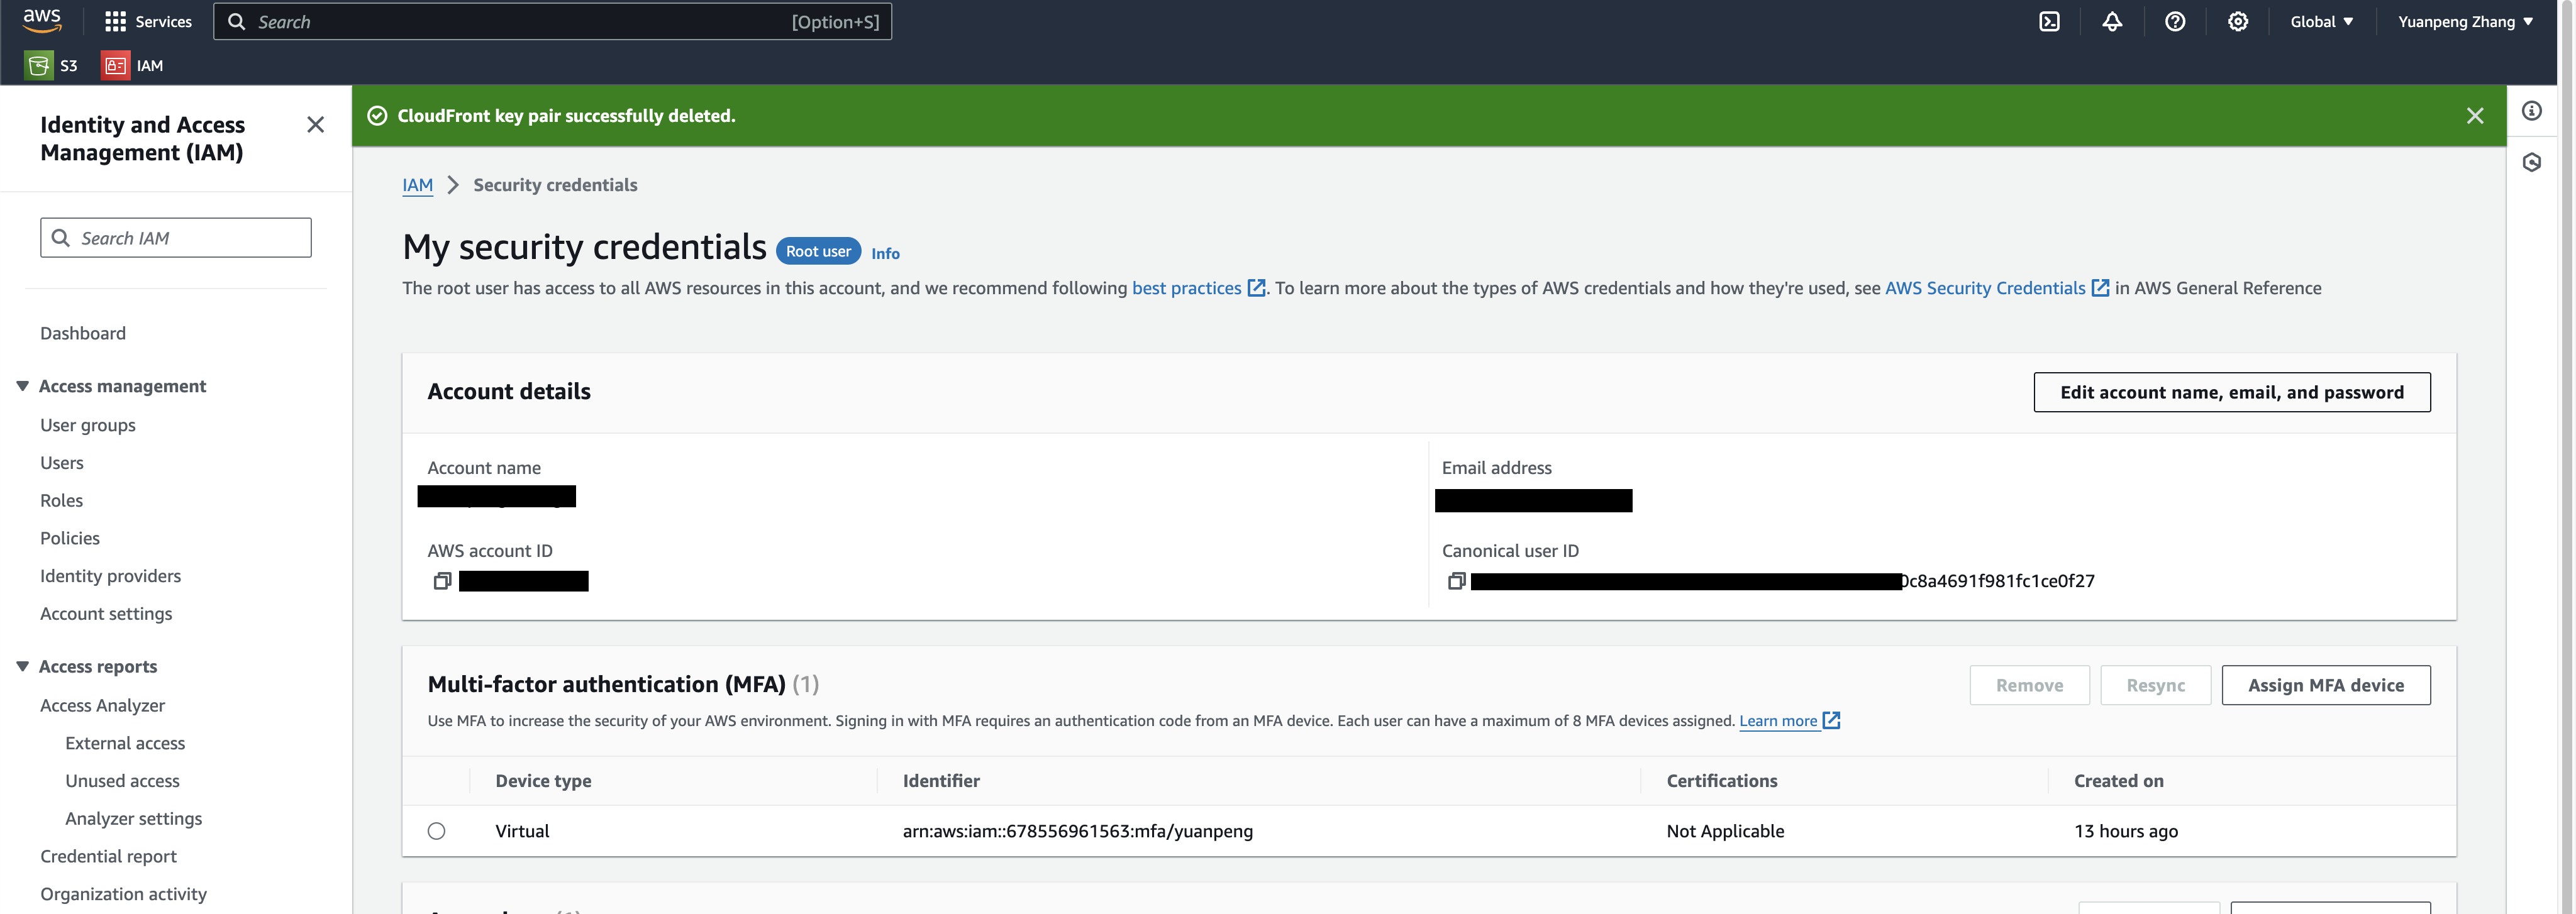 aws Services Search [Option+S] Global Yuanpeng Zhang
S3 IAM
Identity and Access
Management (IAM)
Search IAM
Dashboard
Access management
User groups
Users
Roles
Policies
Identity providers
Account settings
Access reports
Access Analyzer
External access
Unused access
Analyzer settings
Credential report
Organization activity
CloudFront key pair successfully deleted.
IAM Security credentials
My security credentials Root user Info
The root user has access to all AWS resources in this account, and we recommend following best practices. To learn more about the types of AWS credentials and how they're used, see AWS Security Credentials in AWS General Reference
Account details Edit account name, email, and password
Account name Email address
AWS account ID Canonical user ID
0c8a4691f981fc1ce0f27
Multi-factor authentication (MFA) (1) Remove Resync Assign MFA device
Use MFA to increase the security of your AWS environment. Signing in with MFA requires an authentication code from an MFA device. Each user can have a maximum of 8 MFA devices assigned. Learn more
Device type Identifier Certifications Created on
Virtual arn:aws:iam::678556961563:mfa/yuanpeng Not Applicable 13 hours ago